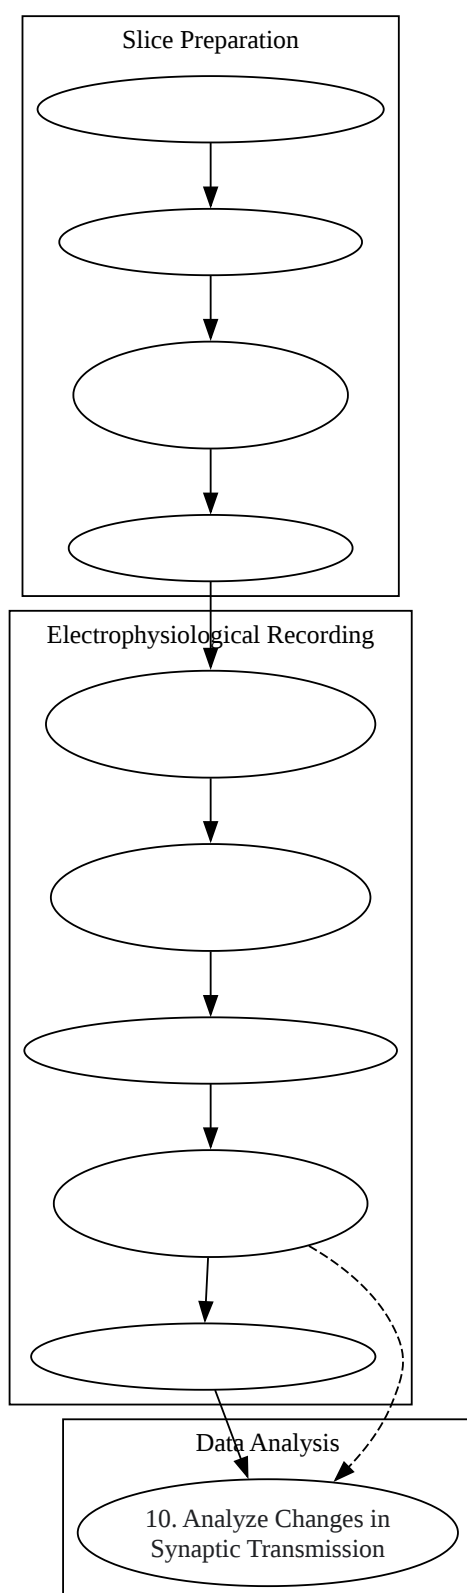 Slice Preparation
Electrophysiological Recording
Data Analysis
10. Analyze Changes in
Synaptic Transmission